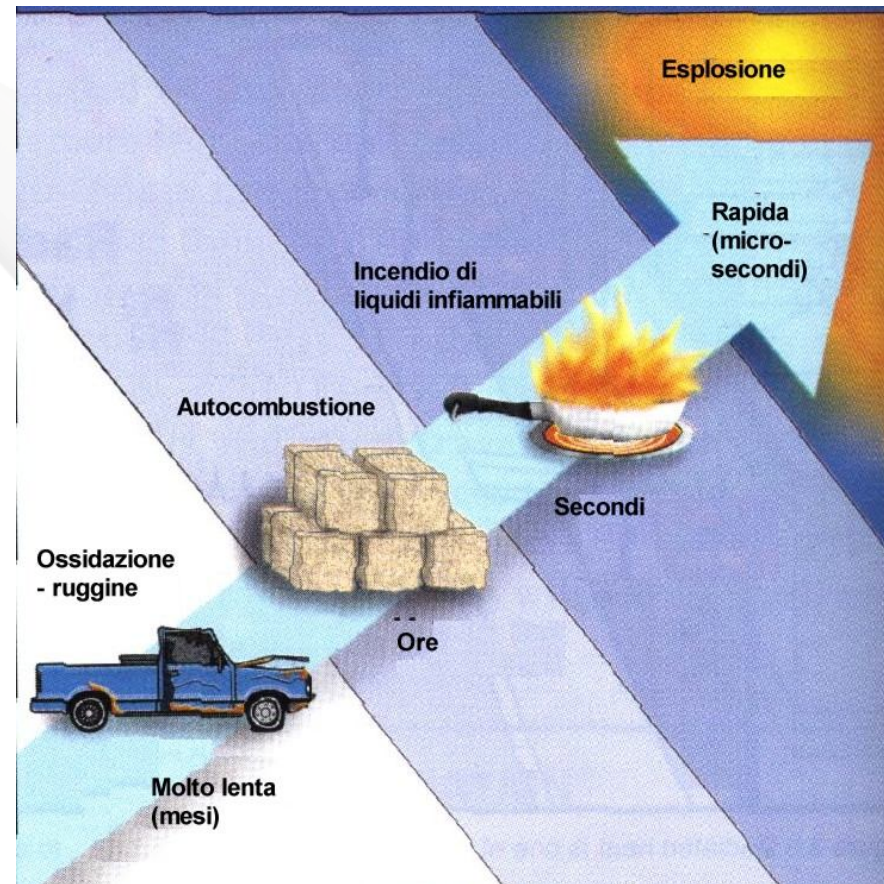 Esplosione
Rapida
(micro-
secondi)
Incendio di
liquidi infiammabili
Autocombustione
Secondi
Ossidazione
- ruggine
Ore
Molto lenta
(mesi)